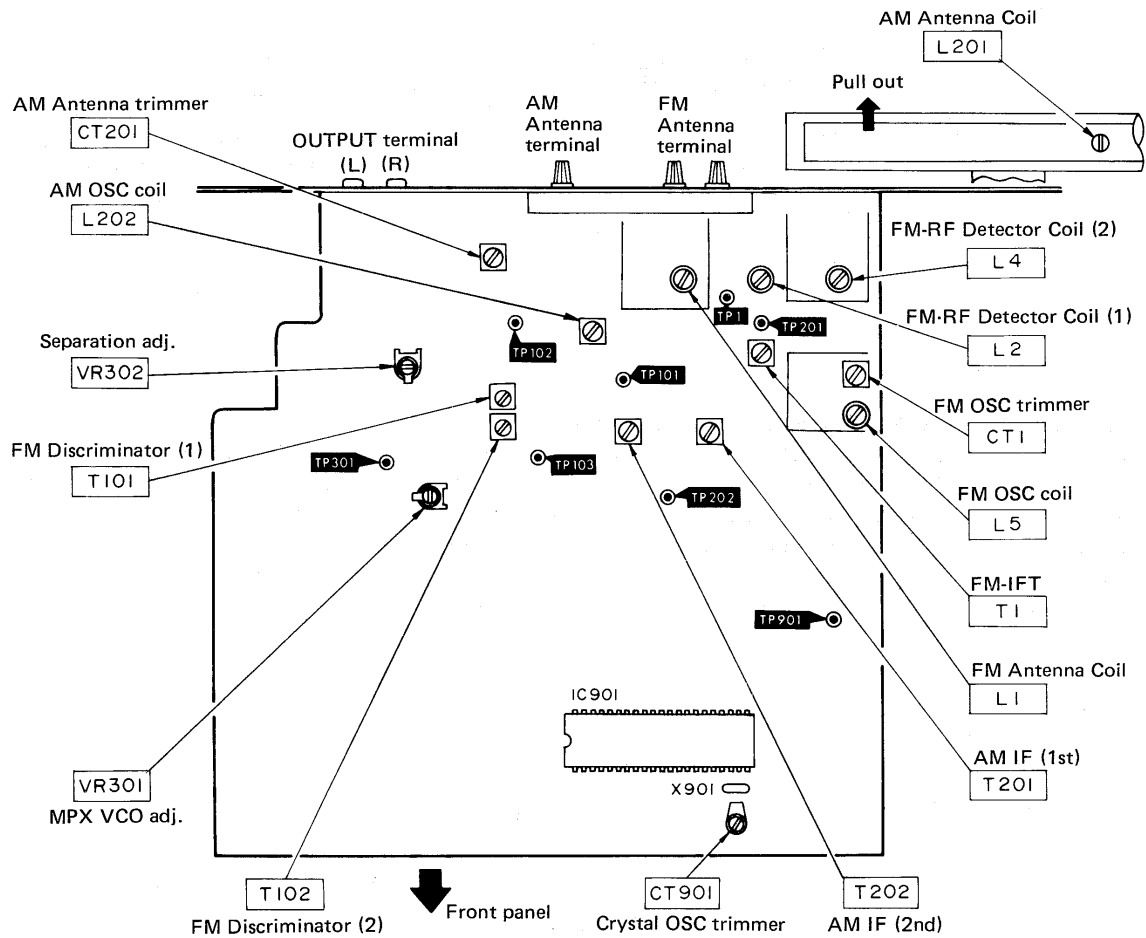 AM Antenna Coil
L201
Pull out
AM Antenna trimmer
CT201
OUTPUT terminal
(L) (R)
AM
Antenna
terminal
FM
Antenna
terminal
AM OSC coil
L202
FM-RF Detector Coil (2)
L4
TP1
TP201
FM-RF Detector Coil (1)
L2
Separation adj.
VR302
TP102
TP101
FM OSC trimmer
CT1
FM Discriminator (1)
T101
TP301
TP103
TP202
FM OSC coil
L5
FM-IFT
T1
TP901
FM Antenna Coil
L1
IC901
AM IF (1st)
T201
VR301
MPX VCO adj.
X901
T102
FM Discriminator (2)
Front panel
CT901
Crystal OSC trimmer
T202
AM IF (2nd)